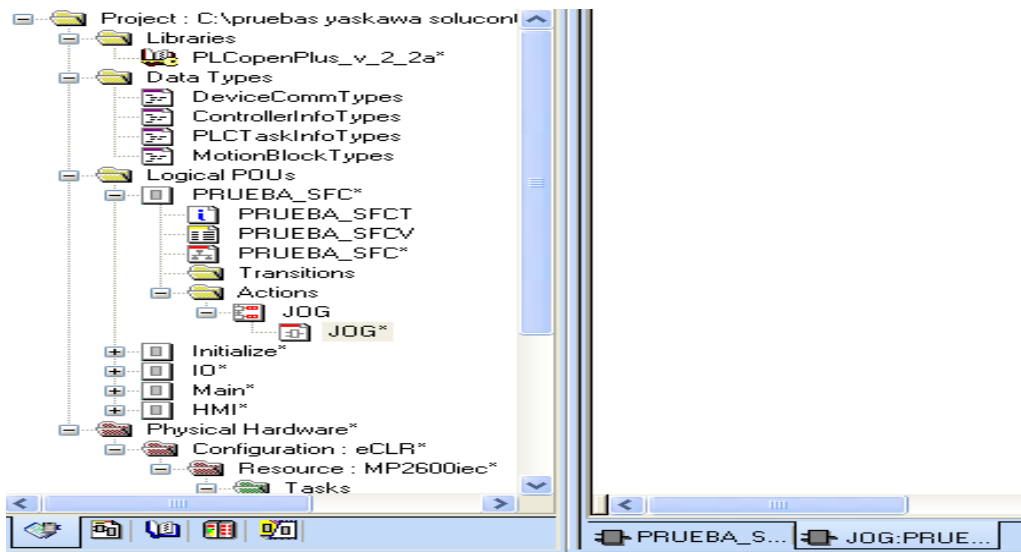 Project : C:\pruebas yaskawa solucont
Libraries
PLCopenPlus_v_2_2a*
Data Types
DeviceCommTypes
ControllerInfoTypes
PLCTaskInfoTypes
MotionBlockTypes
Logical POUs
PRUEBA_SFC*
PRUEBA_SFCT
PRUEBA_SFCV
PRUEBA_SFC*
Transitions
Actions
JOG
JOG*
Initialize*
IO*
Main*
HMI*
Physical Hardware*
Configuration : eCLR*
Resource : MP2600iec*
Tasks
PRUEBA_S... JOG:PRUE...